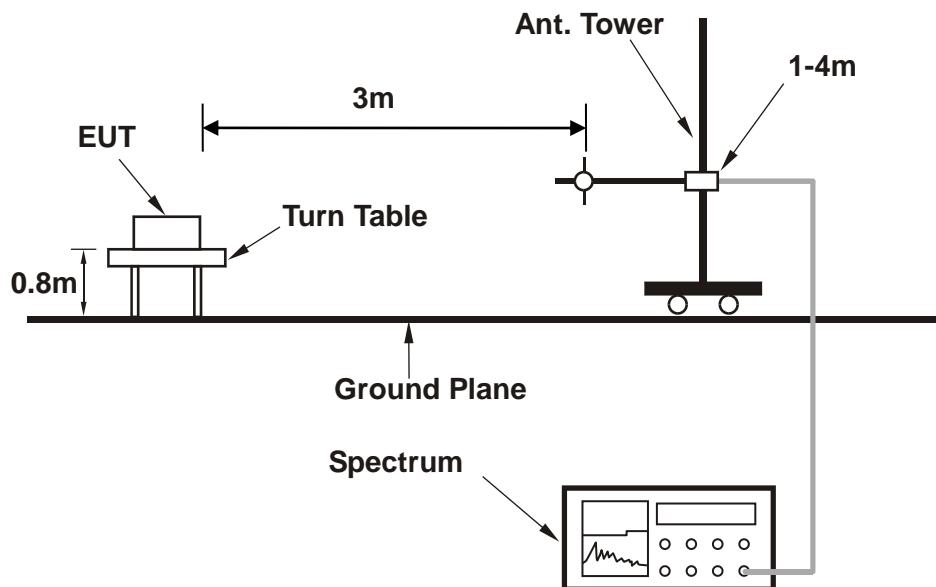 Ant. Tower
1-4m
3m
EUT
Turn Table
0.8m
Ground Plane
Spectrum